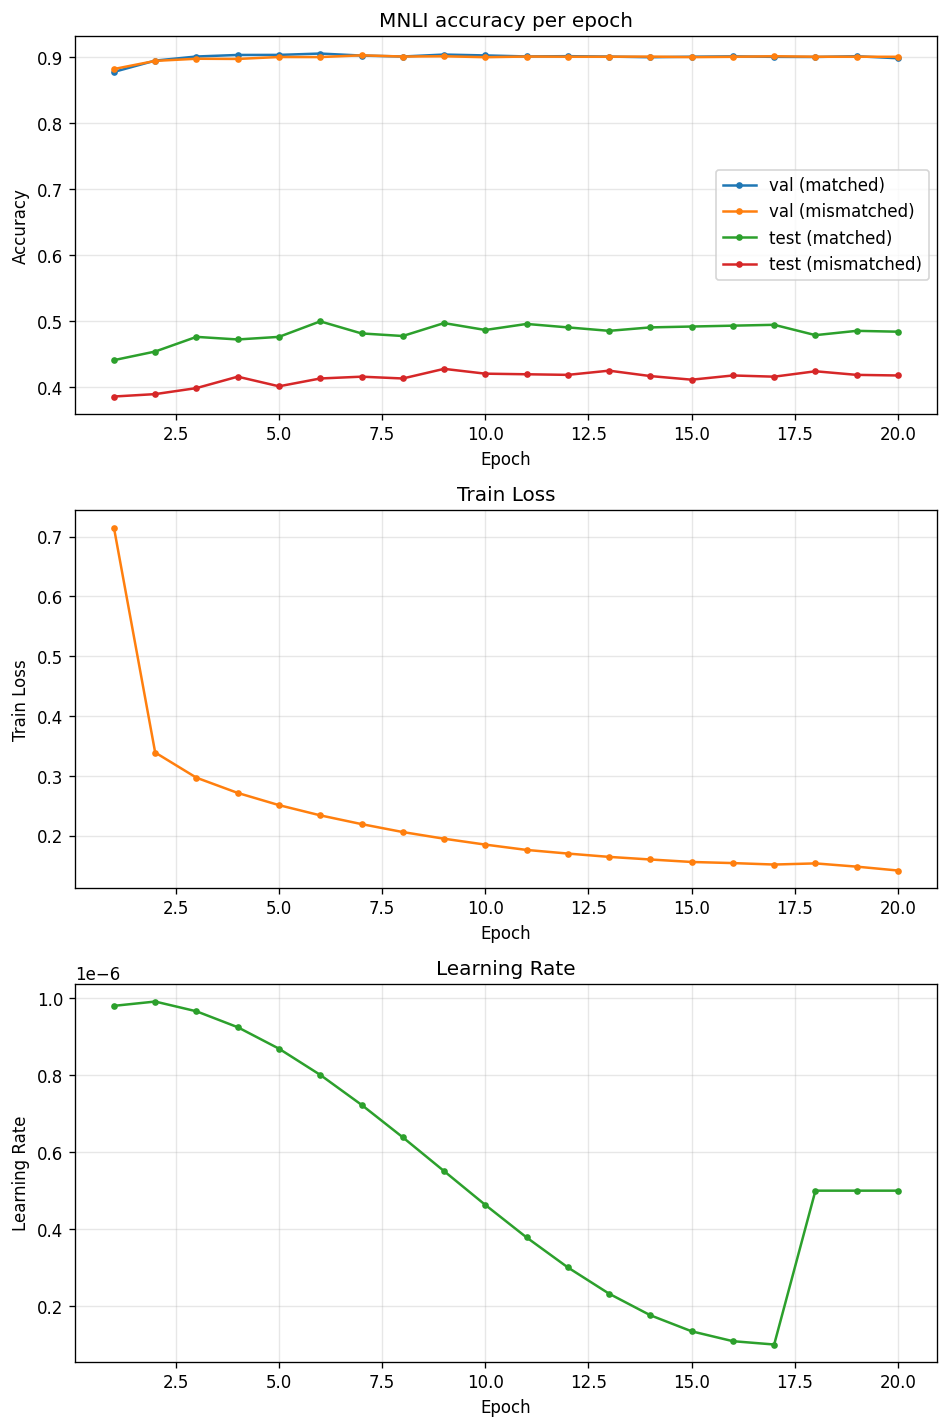 MNLI accuracy per epoch
0.9
0.8
0.7
0.6
0.5
0.4
Accuracy
val (matched)
val (mismatched)
test (matched)
test (mismatched)
2.5 5.0 7.5 10.0 12.5 15.0 17.5 20.0
Epoch
Train Loss
0.7
0.6
0.5
0.4
0.3
0.2
Train Loss
2.5 5.0 7.5 10.0 12.5 15.0 17.5 20.0
Epoch
Learning Rate
1e−6
1.0
0.8
0.6
0.4
0.2
Learning Rate
2.5 5.0 7.5 10.0 12.5 15.0 17.5 20.0
Epoch